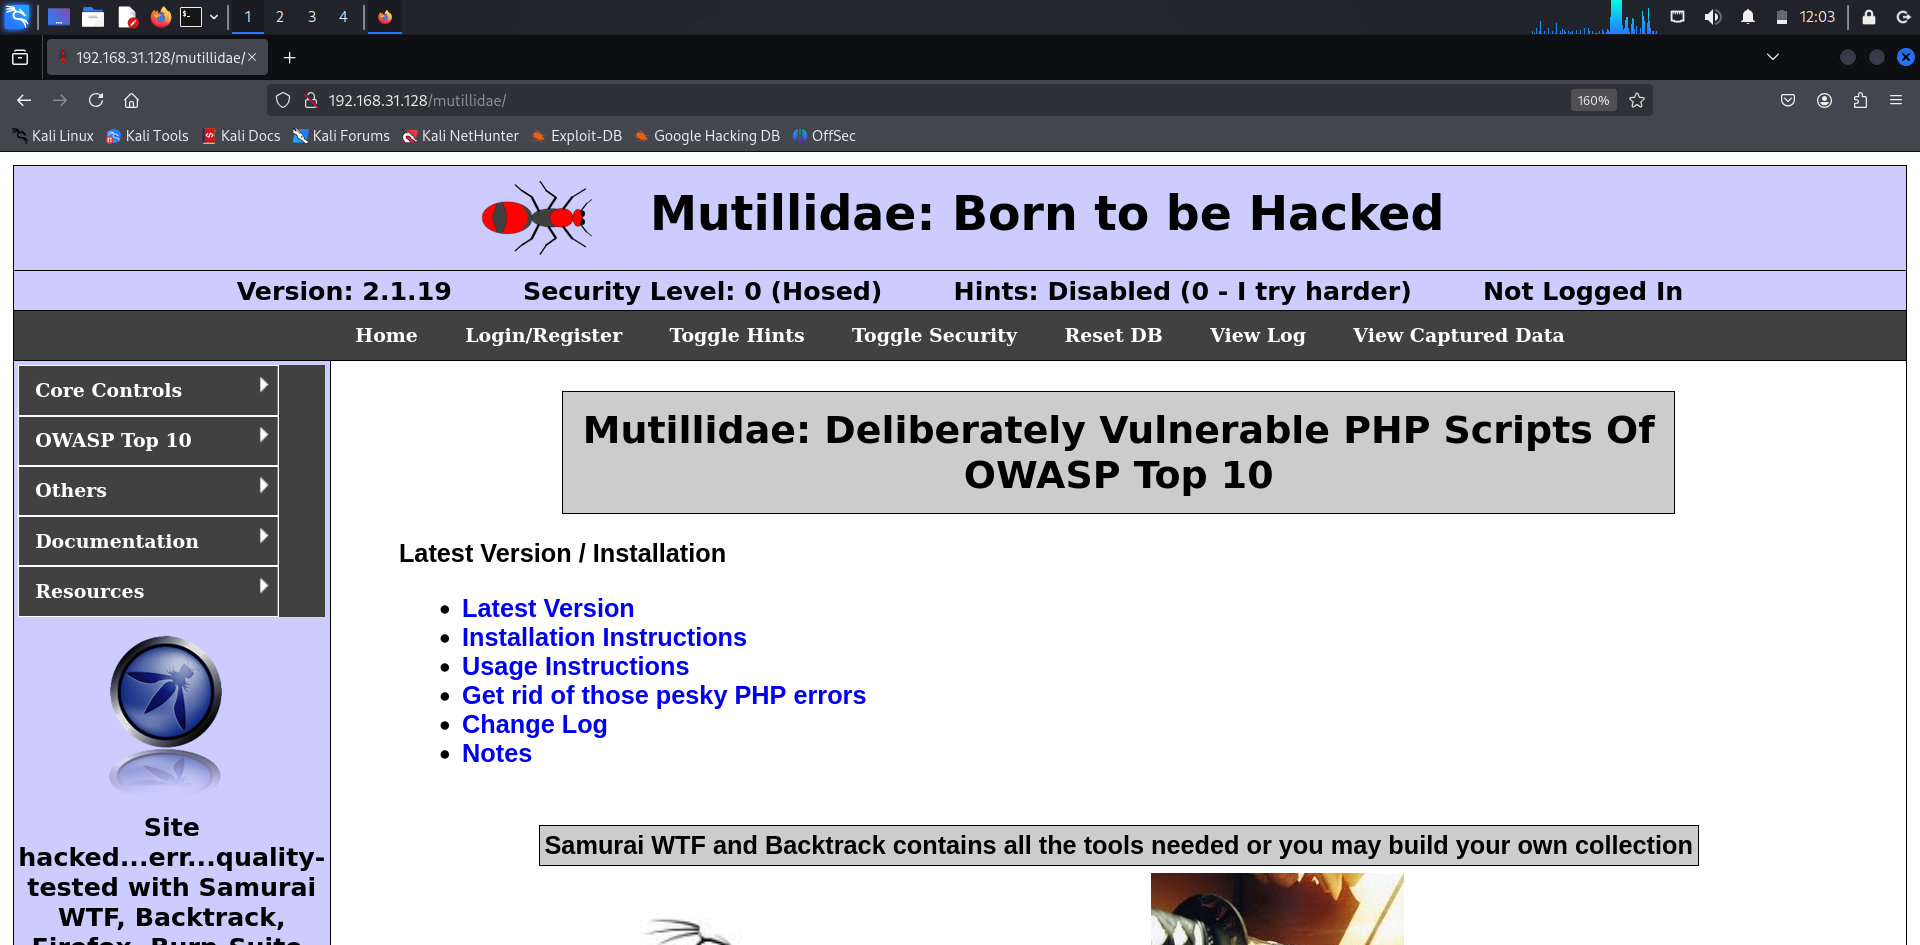 1 2 3 4 12:03
192.168.31.128/mutillidae/
192.168.31.128/mutillidae/ 160%
Kali Linux Kali Tools Kali Docs Kali Forums Kali NetHunter Exploit-DB Google Hacking DB OffSec
Mutillidae: Born to be Hacked
Version: 2.1.19 Security Level: 0 (Hosed) Hints: Disabled (0 - I try harder) Not Logged In
Home Login/Register Toggle Hints Toggle Security Reset DB View Log View Captured Data
Core Controls
OWASP Top 10
Others
Documentation
Resources
Site
hacked...err...quality-
tested with Samurai
WTF, Backtrack,
Firefox, Burp-Suite,
Mutillidae: Deliberately Vulnerable PHP Scripts Of
OWASP Top 10
Latest Version / Installation
Latest Version
Installation Instructions
Usage Instructions
Get rid of those pesky PHP errors
Change Log
Notes
Samurai WTF and Backtrack contains all the tools needed or you may build your own collection